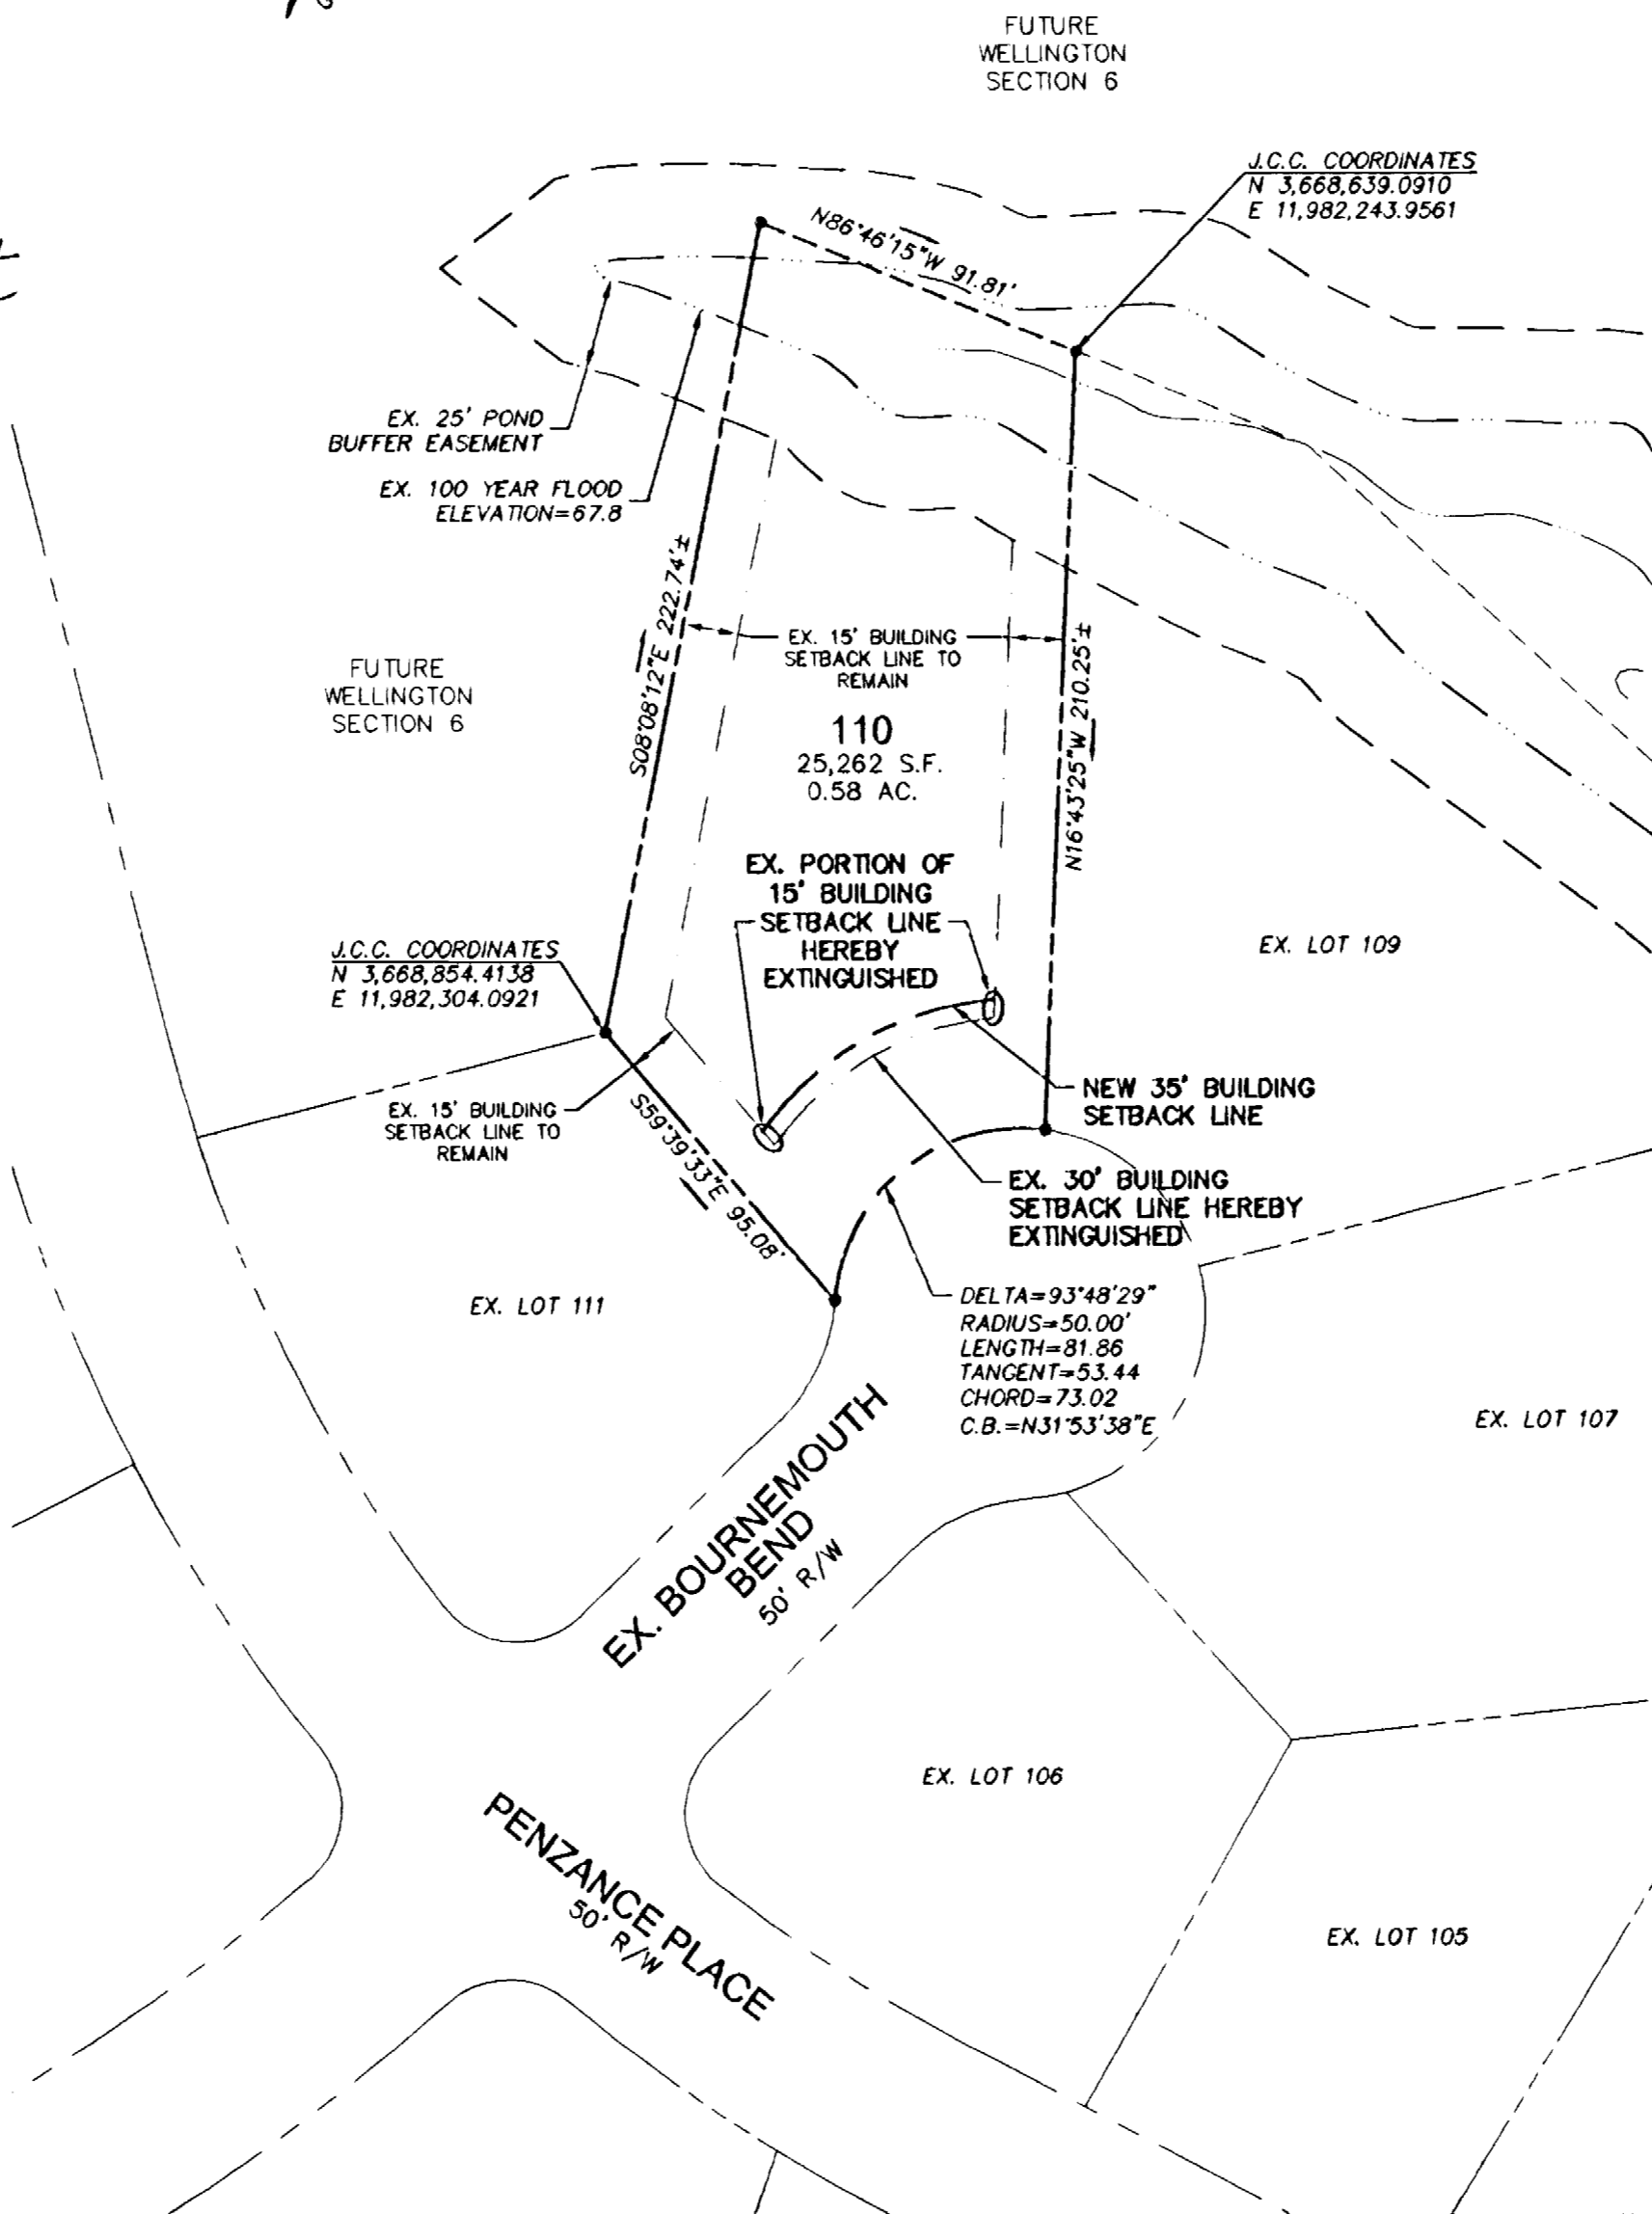 FUTURE
WELLINGTON
SECTION 6
J.C.C. COORDINATES
N 3,668,639.0910
E 11,982,243.9561
N86°46'15"W 91.81'
EX. 25' POND
BUFFER EASEMENT
EX. 100 YEAR FLOOD
ELEVATION=67.8
S08°08'12"E 222.74'±
EX. 15' BUILDING
SETBACK LINE TO
REMAIN
N16°43'25"W 210.25'±
FUTURE
WELLINGTON
SECTION 6
110
25,262 S.F.
0.58 AC.
EX. PORTION OF
15' BUILDING
SETBACK LINE
HEREBY
EXTINGUISHED
EX. LOT 109
J.C.C. COORDINATES
N 3,668,854.4138
E 11,982,304.0921
EX. 15' BUILDING
SETBACK LINE TO
REMAIN
S59°39'33"E 95.08'
NEW 35' BUILDING
SETBACK LINE
EX. 30' BUILDING
SETBACK LINE HEREBY
EXTINGUISHED
DELTA=93°48'29"
RADIUS=50.00'
LENGTH=81.86
TANGENT=53.44
CHORD=73.02
C.B.=N31°53'38"E
EX. LOT 111
EX. LOT 107
EX. BOURNEMOUTH
BEND
50' R/W
EX. LOT 106
PENZANCE PLACE
50' R/W
EX. LOT 105